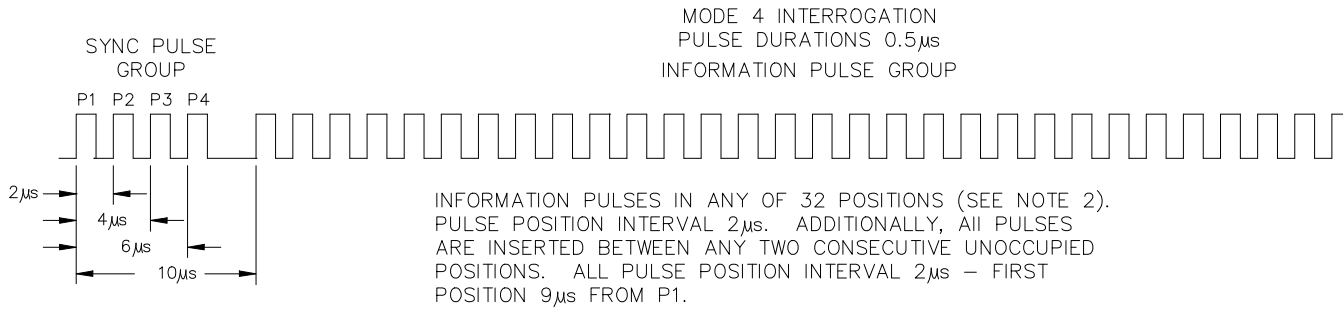 MODE 4 INTERROGATION
PULSE DURATIONS 0.5μs
INFORMATION PULSE GROUP
SYNC PULSE
GROUP
P1 P2 P3 P4
2μs
4μs
6μs
10μs
INFORMATION PULSES IN ANY OF 32 POSITIONS (SEE NOTE 2).
PULSE POSITION INTERVAL 2μs. ADDITIONALLY, AII PULSES
ARE INSERTED BETWEEN ANY TWO CONSECUTIVE UNOCCUPIED
POSITIONS. ALL PULSE POSITION INTERVAL 2μs – FIRST
POSITION 9μs FROM P1.